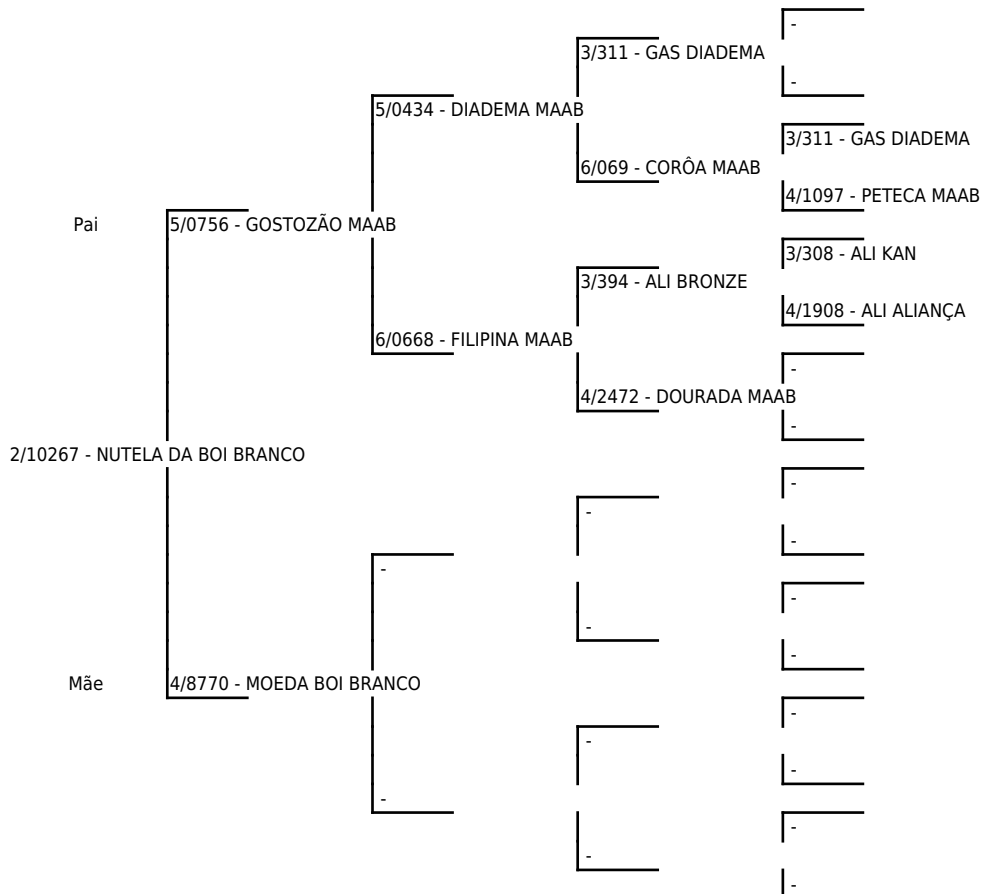 -
3/311 - GAS DIADEMA
-
5/0434 - DIADEMA MAAB
3/311 - GAS DIADEMA
6/069 - CORÔA MAAB
4/1097 - PETECA MAAB
Pai
5/0756 - GOSTOZÃO MAAB
3/308 - ALI KAN
3/394 - ALI BRONZE
4/1908 - ALI ALIANÇA
6/0668 - FILIPINA MAAB
-
4/2472 - DOURADA MAAB
-
2/10267 - NUTELA DA BOI BRANCO
-
-
-
-
-
-
-
Mãe
4/8770 - MOEDA BOI BRANCO
-
-
-
-
-
-
-